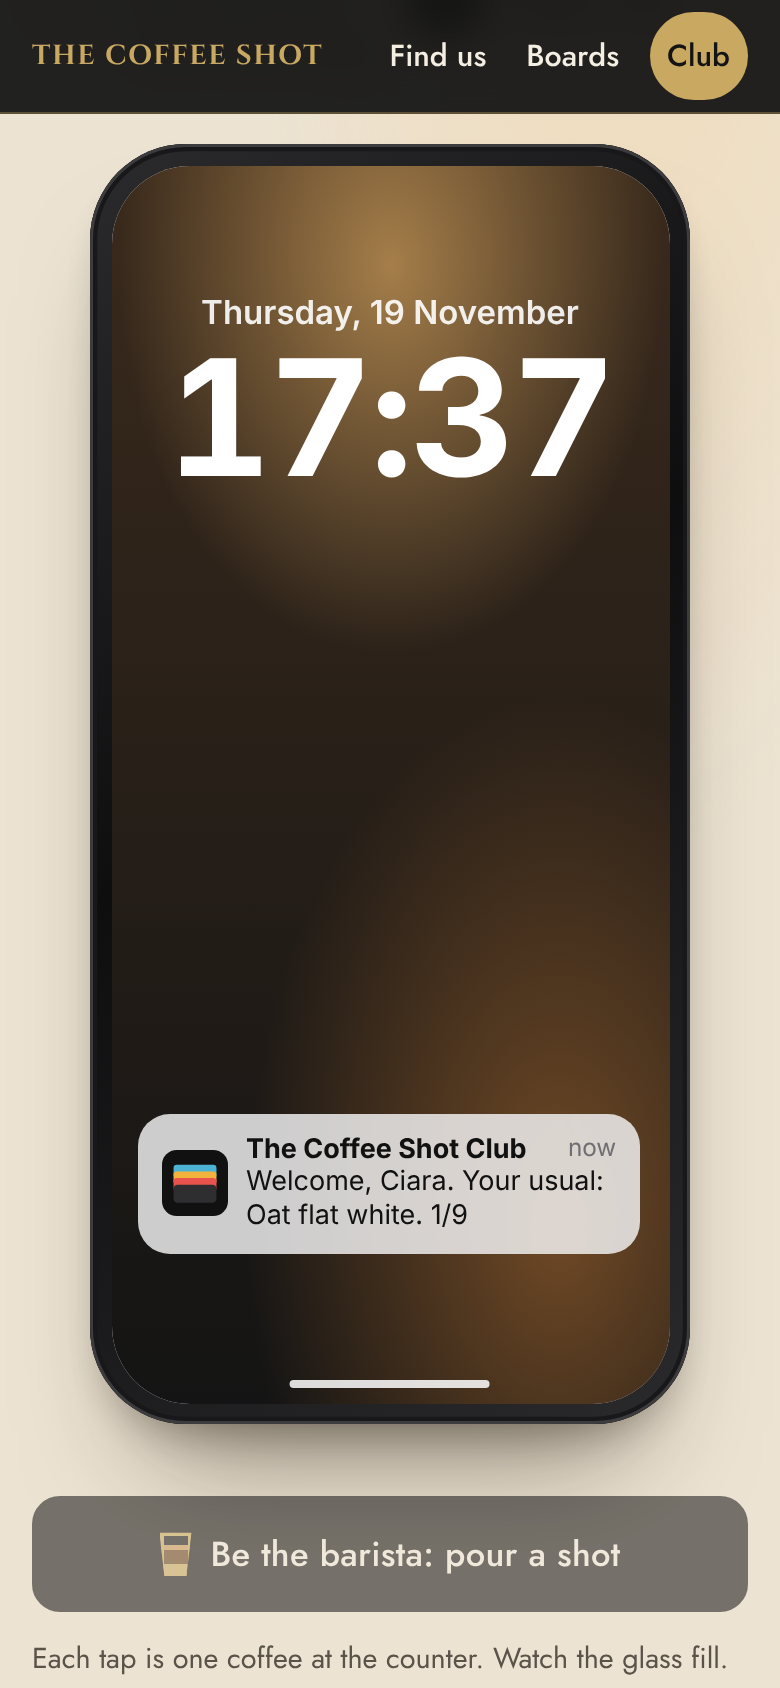 THE COFFEE SHOT
Find us
Boards
Club
Thursday, 19 November
17:37
The Coffee Shot Club now
Welcome, Ciara. Your usual:
Oat flat white. 1/9
Be the barista: pour a shot
Each tap is one coffee at the counter. Watch the glass fill.